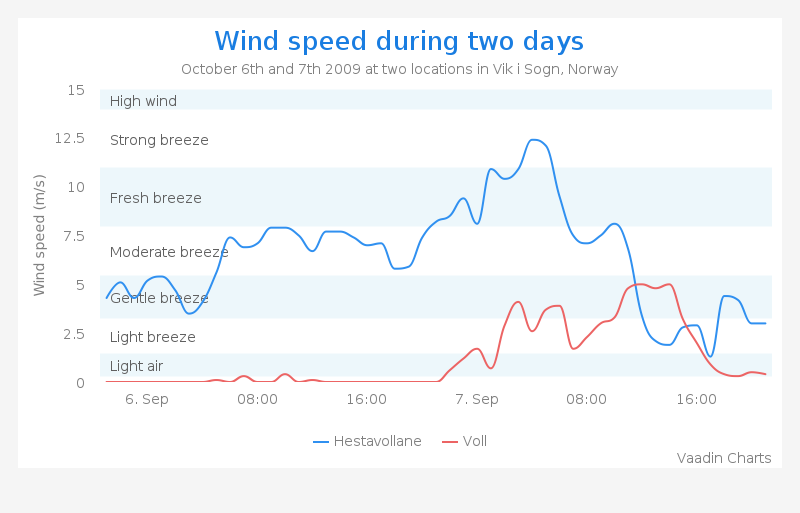 Wind speed during two days
October 6th and 7th 2009 at two locations in Vik i Sogn, Norway
Wind speed (m/s)
15
12.5
10
7.5
5
2.5
0
High wind
Strong breeze
Fresh breeze
Moderate breeze
Gentle breeze
Light breeze
Light air
6. Sep 08:00 16:00 7. Sep 08:00 16:00
Hestavollane Voll
Vaadin Charts